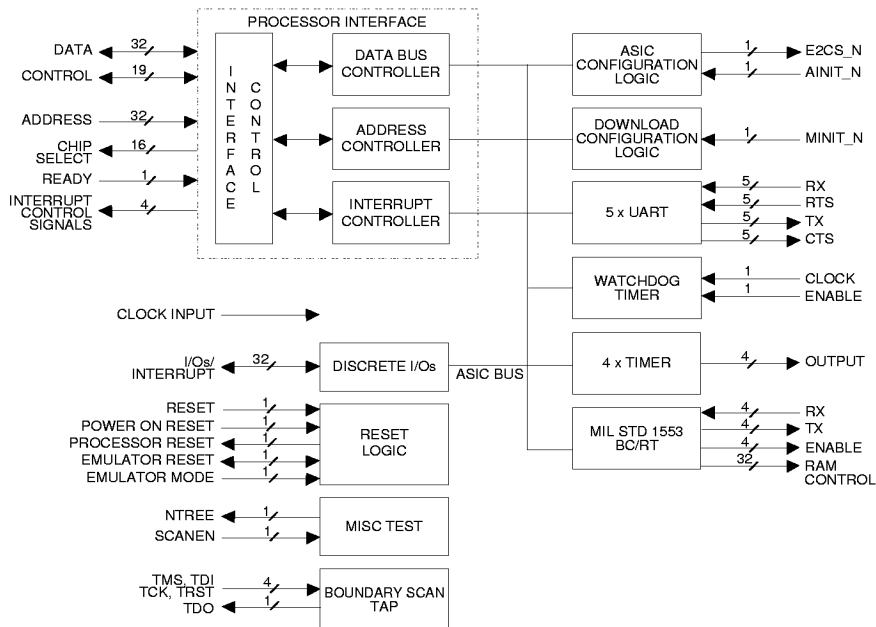 PROCESSOR INTERFACE
DATA 32
CONTROL 19
ADDRESS 32
CHIP
SELECT 16
READY 1
INTERRUPT
CONTROL
SIGNALS 4
INTERFACE
CONTROL
DATA BUS
CONTROLLER
ADDRESS
CONTROLLER
INTERRUPT
CONTROLLER
ASIC
CONFIGURATION
LOGIC
1 E2CS_N
1 AINIT_N
DOWNLOAD
CONFIGURATION
LOGIC
1 MINIT_N
5 x UART
5 RX
5 RTS
5 TX
5 CTS
WATCHDOG
TIMER
1 CLOCK
1 ENABLE
CLOCK INPUT
I/Os/
INTERRUPT 32
DISCRETE I/Os
ASIC BUS
4 x TIMER
4 OUTPUT
RESET 1
POWER ON RESET 1
PROCESSOR RESET 1
EMULATOR RESET 1
EMULATOR MODE 1
RESET
LOGIC
MIL STD 1553
BC/RT
4 RX
4 TX
4 ENABLE
32 RAM
CONTROL
NTREE 1
SCANEN 1
MISC TEST
TMS, TDI
TCK, TRST 4
TDO 1
BOUNDARY SCAN
TAP